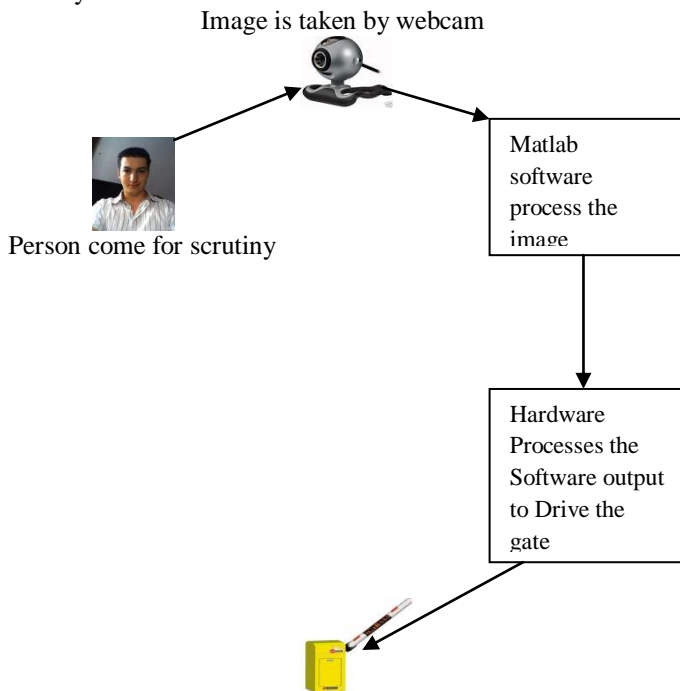 Image is taken by webcam
Matlab
software
process the
image
Person come for scrutiny
Hardware
Processes the
Software output
to Drive the
gate